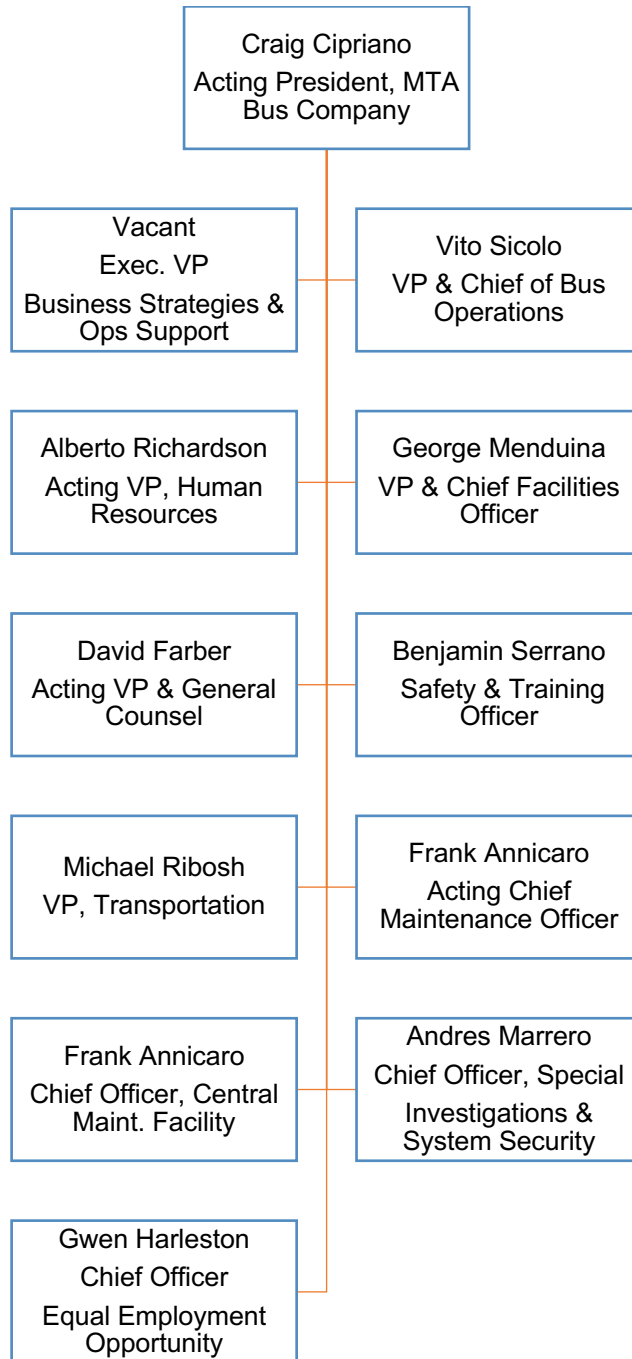 Craig Cipriano
Acting President, MTA
Bus Company
Vacant
Exec. VP
Business Strategies &
Ops Support
Vito Sicolo
VP & Chief of Bus
Operations
Alberto Richardson
Acting VP, Human
Resources
George Menduina
VP & Chief Facilities
Officer
David Farber
Acting VP & General
Counsel
Benjamin Serrano
Safety & Training
Officer
Michael Ribosh
VP, Transportation
Frank Annicaro
Acting Chief
Maintenance Officer
Frank Annicaro
Chief Officer, Central
Maint. Facility
Andres Marrero
Chief Officer, Special
Investigations &
System Security
Gwen Harleston
Chief Officer
Equal Employment
Opportunity